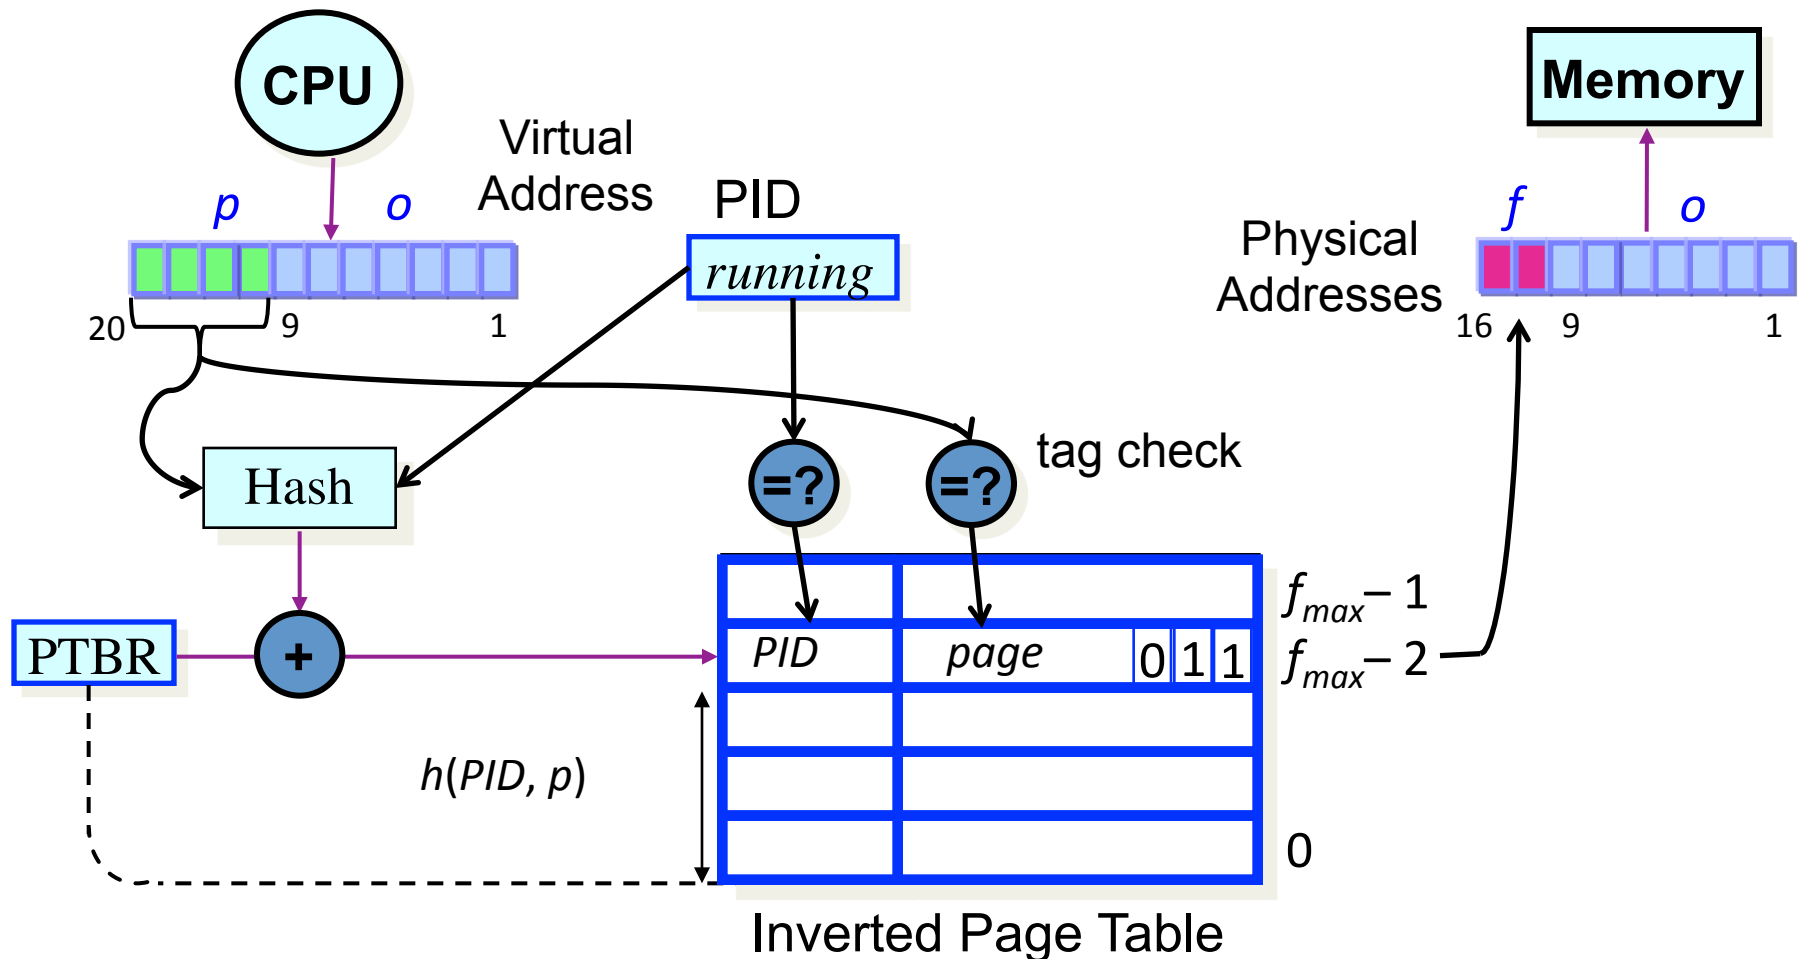 CPU
Memory
Virtual
Address
PID
p
o
f
o
running
Physical
Addresses
20
9
1
16
9
1
Hash
=?
=?
tag check
PTBR
+
PID
page
0
1
1
fmax– 1
fmax– 2
h(PID, p)
0
Inverted Page Table